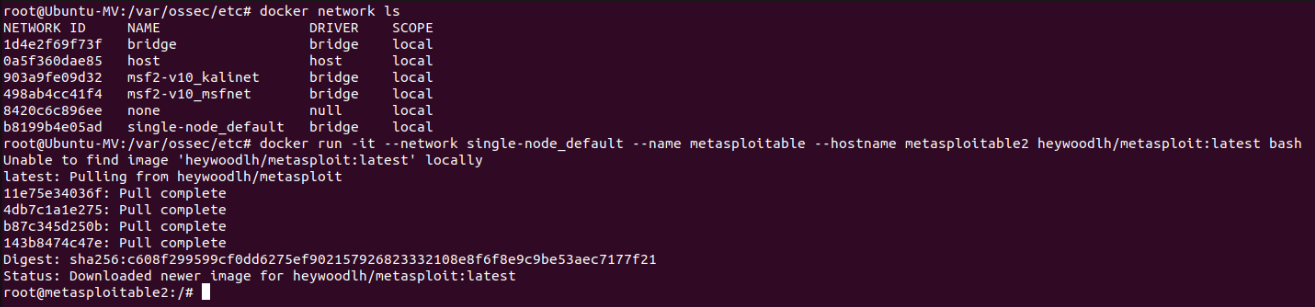 root@Ubuntu-MV:/var/ossec/etc# docker network ls
NETWORK ID     NAME                  DRIVER    SCOPE
1d4e2f69f73f   bridge                bridge    local
0a5f360dae85   host                  host      local
903a9fe09d32   msf2-v10_kalinet      bridge    local
498ab4cc41f4   msf2-v10_msfnet       bridge    local
8420c6c896ee   none                  null      local
b8199b4e05ad   single-node_default   bridge    local
root@Ubuntu-MV:/var/ossec/etc# docker run -it --network single-node_default --name metasploitable --hostname metasploitable2 heywoodlh/metasploit:latest bash
Unable to find image 'heywoodlh/metasploit:latest' locally
latest: Pulling from heywoodlh/metasploit
11e75e34036f: Pull complete
4db7c1a1e275: Pull complete
b87c345d250b: Pull complete
143b8474c47e: Pull complete
Digest: sha256:c608f299599cf0dd6275ef902157926823332108e8f6f8e9c9be53aec7177f21
Status: Downloaded newer image for heywoodlh/metasploit:latest
root@metasploitable2:/#